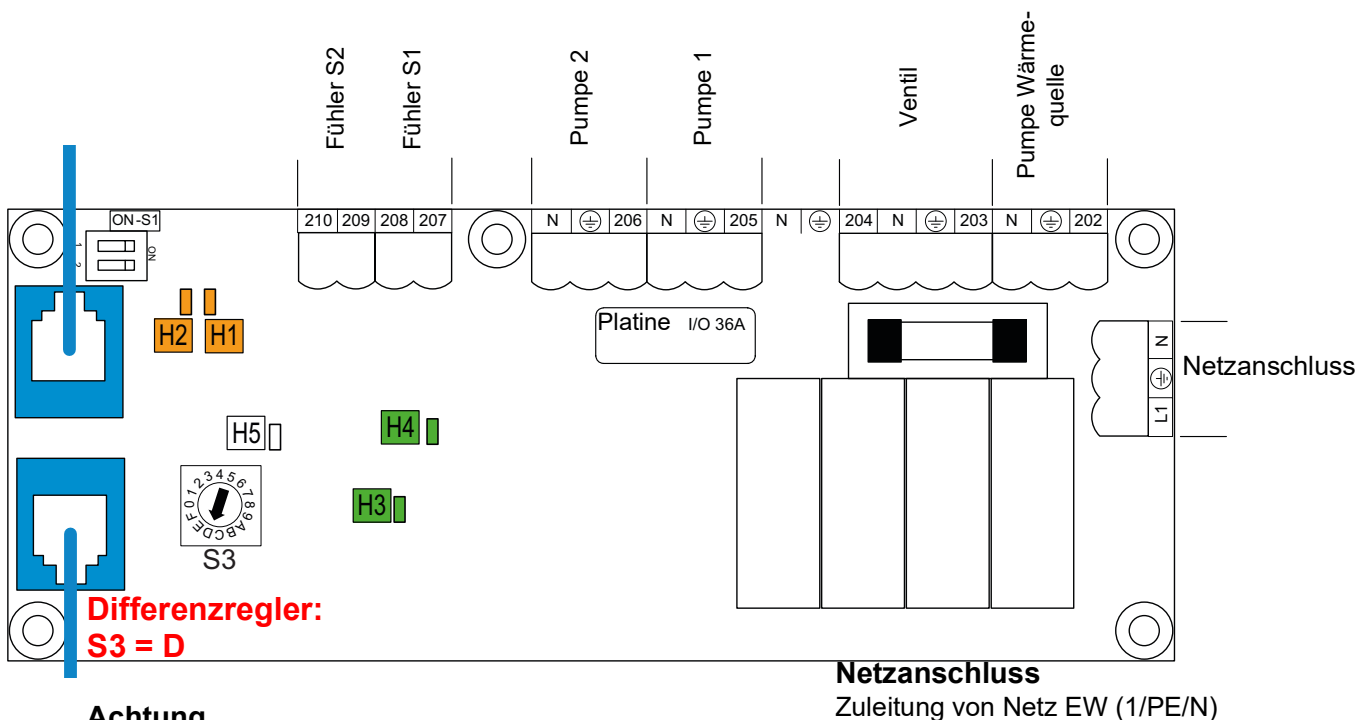 Fühler S2
Fühler S1
Pumpe 2
Pumpe 1
Ventil
Pumpe Wärme-
quelle
ON-S1
1
2
ON
210 209 208 207
N 206 N 205 N 204 N 203 N 202
H2 H1
Platine I/O 36A
N
L1
Netzanschluss
H5
H4
H3
0123456789ABCDEF
S3
Differenzregler:
S3 = D
Netzanschluss
Zuleitung von Netz EW (1/PE/N)
Achtung